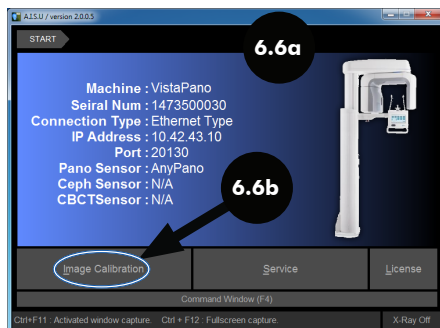 A.I.S.U / version 2.0.0.5
START
6.6a
Machine : VistaPano
Seiral Num : 1473500030
Connection Type : Ethernet Type
IP Address : 10.42.43.10
Port : 20130
Pano Sensor : AnyPano
Ceph Sensor : N/A
CBCTSensor : N/A
6.6b
Image Calibration Service License
Command Window (F4)
Ctrl+F11 : Activated window capture. Ctrl + F12 : Fullscreen capture. X-Ray Off